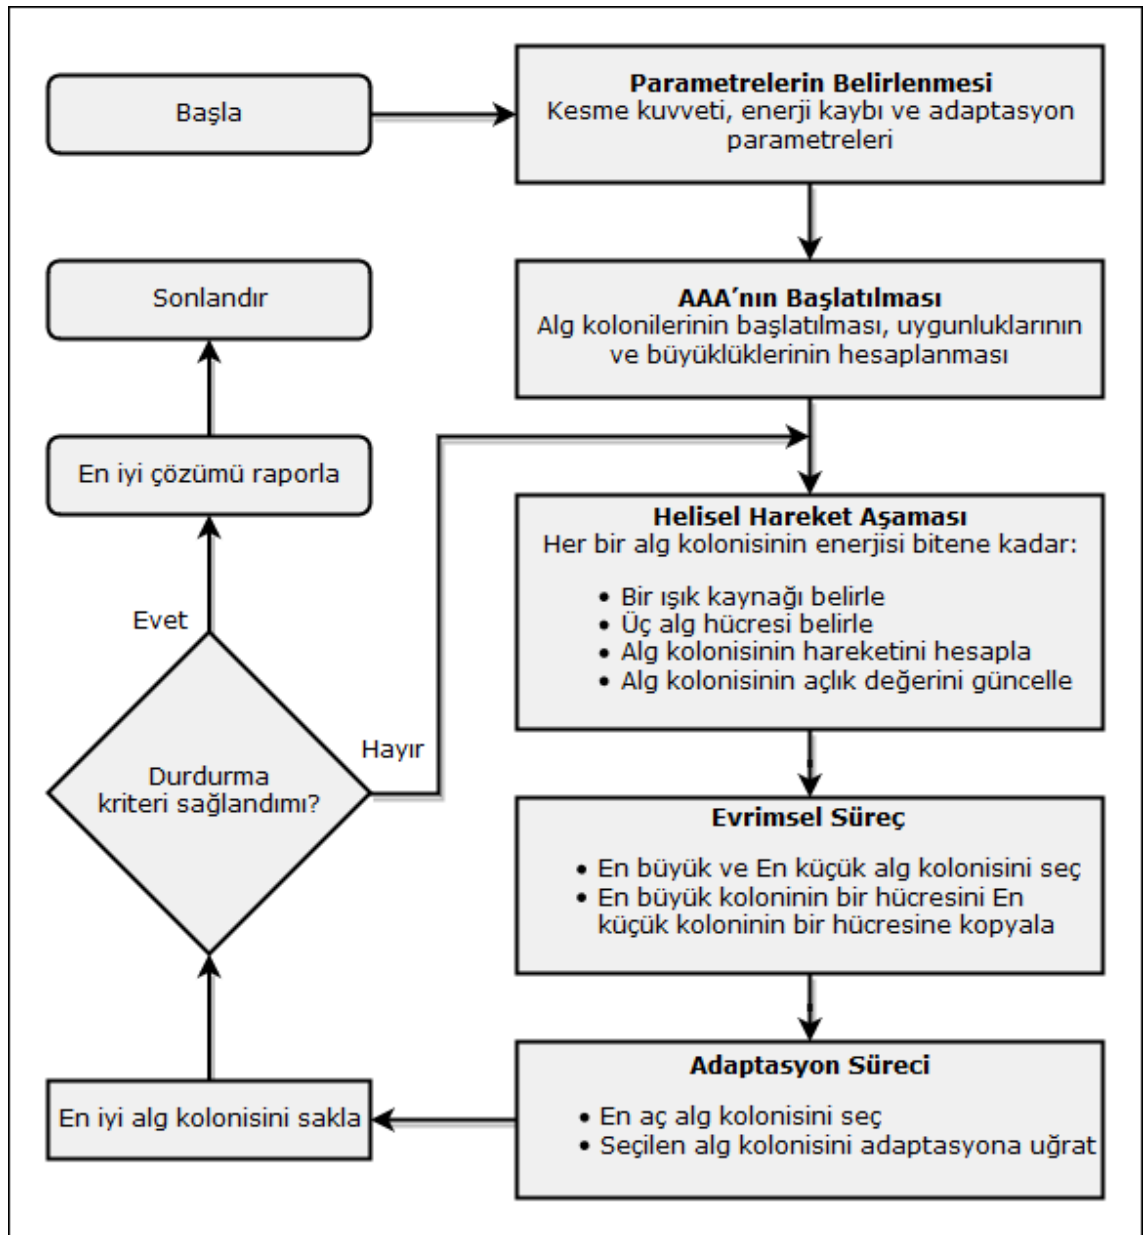 Başla
Parametrelerin Belirlenmesi
Kesme kuvveti, enerji kaybı ve adaptasyon
parametreleri
AAA’nın Başlatılması
Alg kolonilerinin başlatılması, uygunluklarının
ve büyüklüklerinin hesaplanması
Helisel Hareket Aşaması
Her bir alg kolonisinin enerjisi bitene kadar:
• Bir ışık kaynağı belirle
• Üç alg hücresi belirle
• Alg kolonisinin hareketini hesapla
• Alg kolonisinin açlık değerini güncelle
Evrimsel Süreç
• En büyük ve En küçük alg kolonisini seç
• En büyük koloninin bir hücresini En
küçük koloninin bir hücresine kopyala
Adaptasyon Süreci
• En aç alg kolonisini seç
• Seçilen alg kolonisini adaptasyona uğrat
En iyi alg kolonisini sakla
Durdurma
kriteri sağlandımı?
Hayır
Evet
En iyi çözümü raporla
Sonlandır